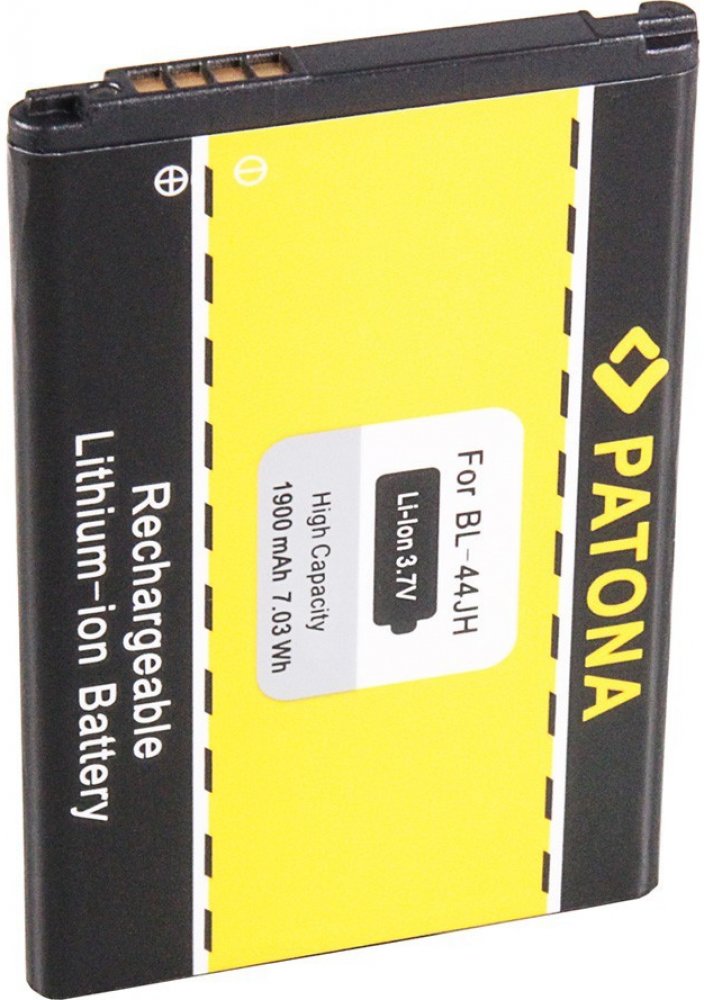 PATONA
For BL-44JH
Li-Ion 3.7V
High Capacity
1900 mAh 7.03 Wh
Rechargeable
Lithium-ion Battery